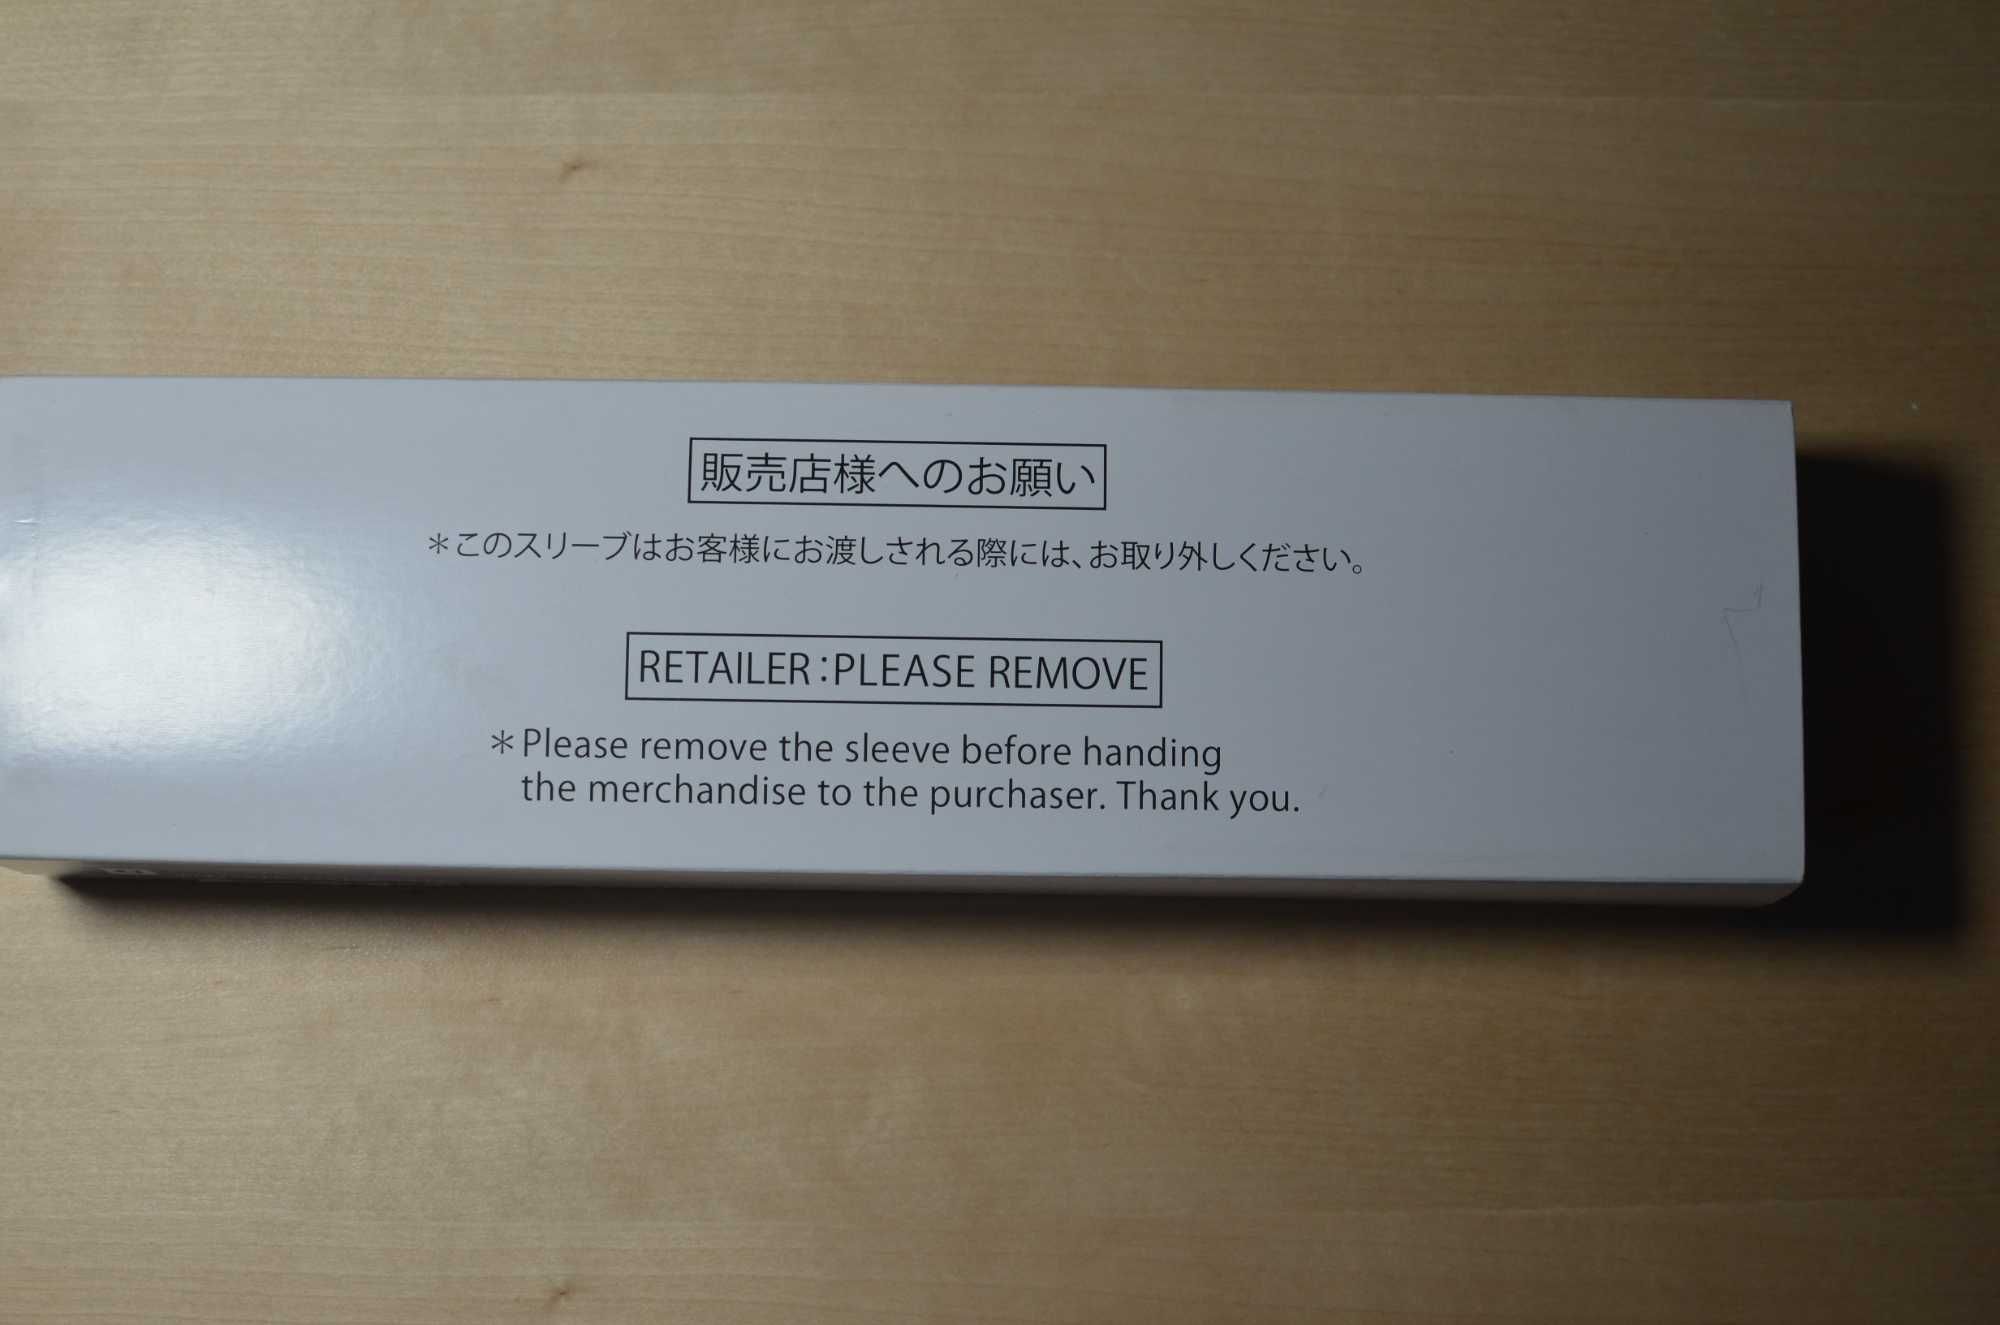 販売店様へのお願い
＊このスリーブはお客様にお渡しされる際には、お取り外しください。
RETAILER：PLEASE REMOVE
＊Please remove the sleeve before handing
the merchandise to the purchaser. Thank you.